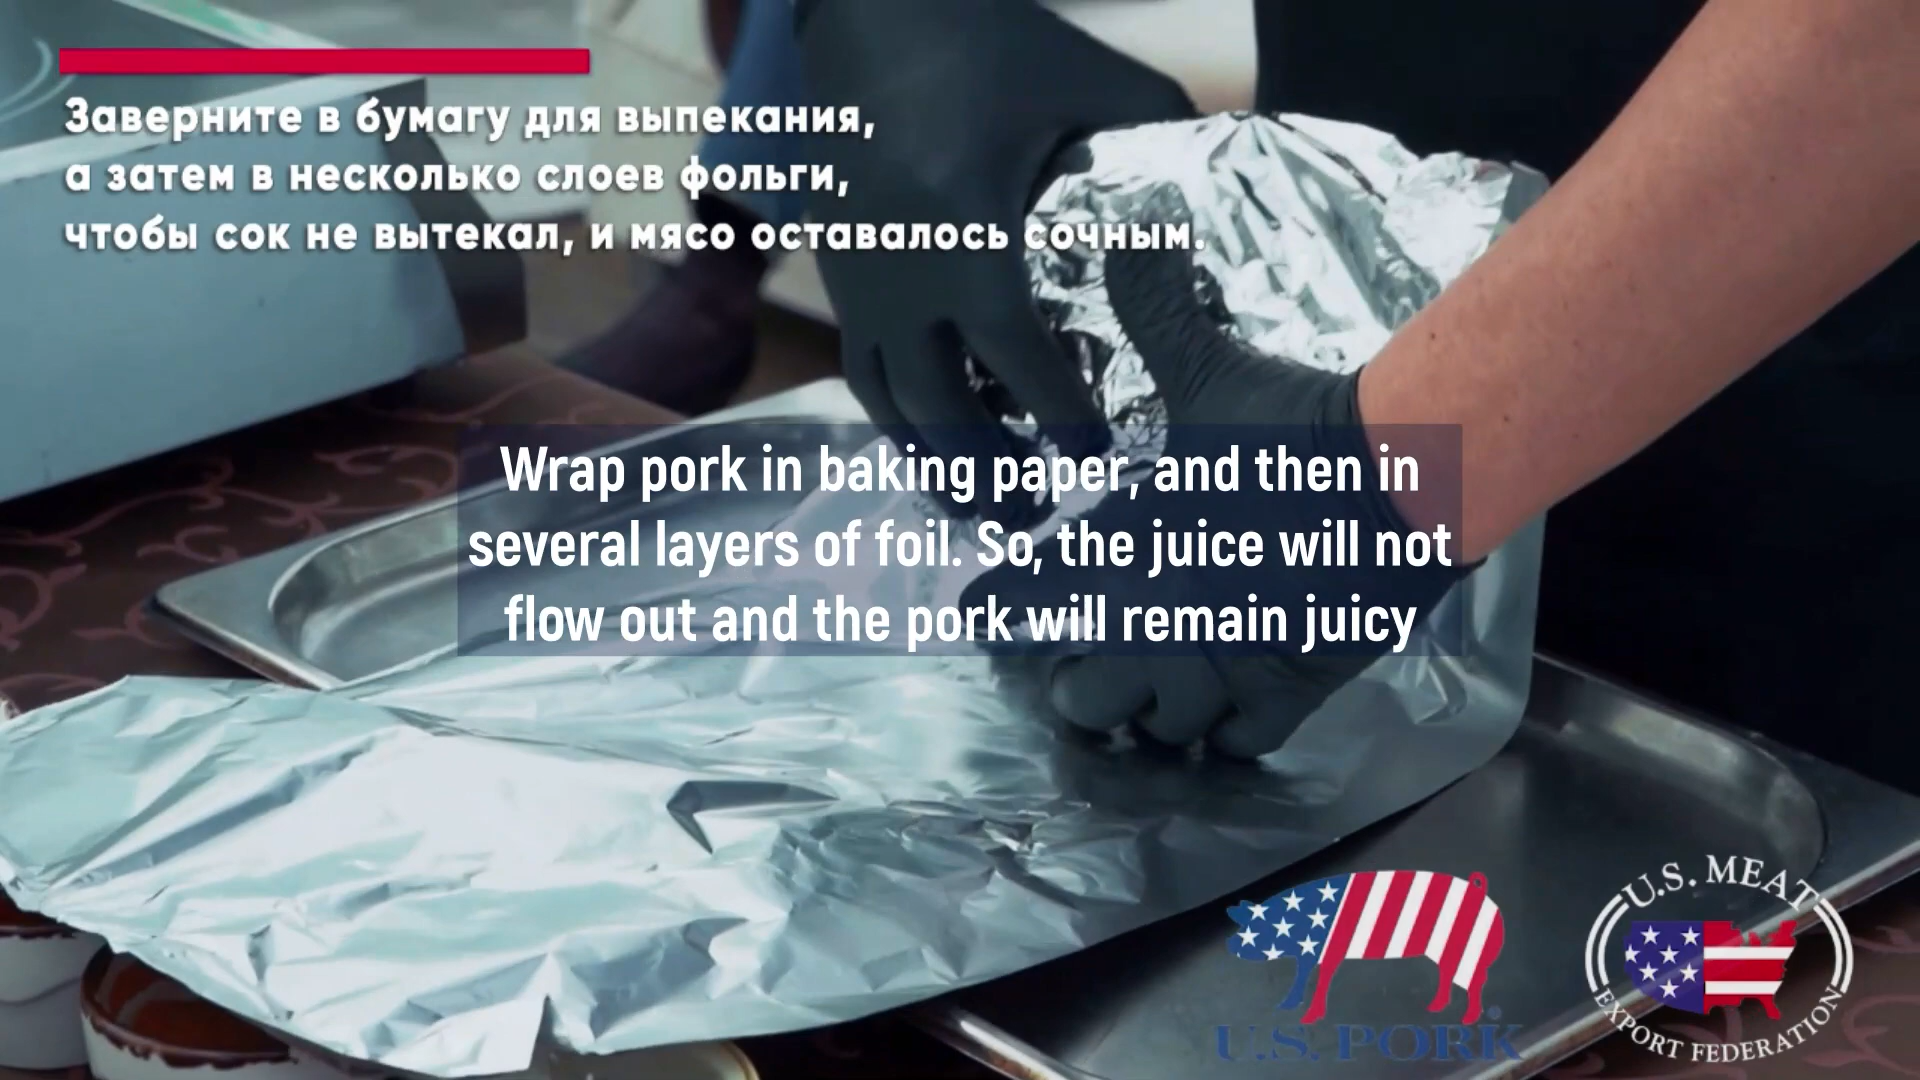 Заверните в бумагу для выпекания,
а затем в несколько слоев фольги,
чтобы сок не вытекал, и мясо оставалось сочным.
Wrap pork in baking paper, and then in
several layers of foil. So, the juice will not
flow out and the pork will remain juicy
U.S. PORK
U.S. MEAT
EXPORT FEDERATION